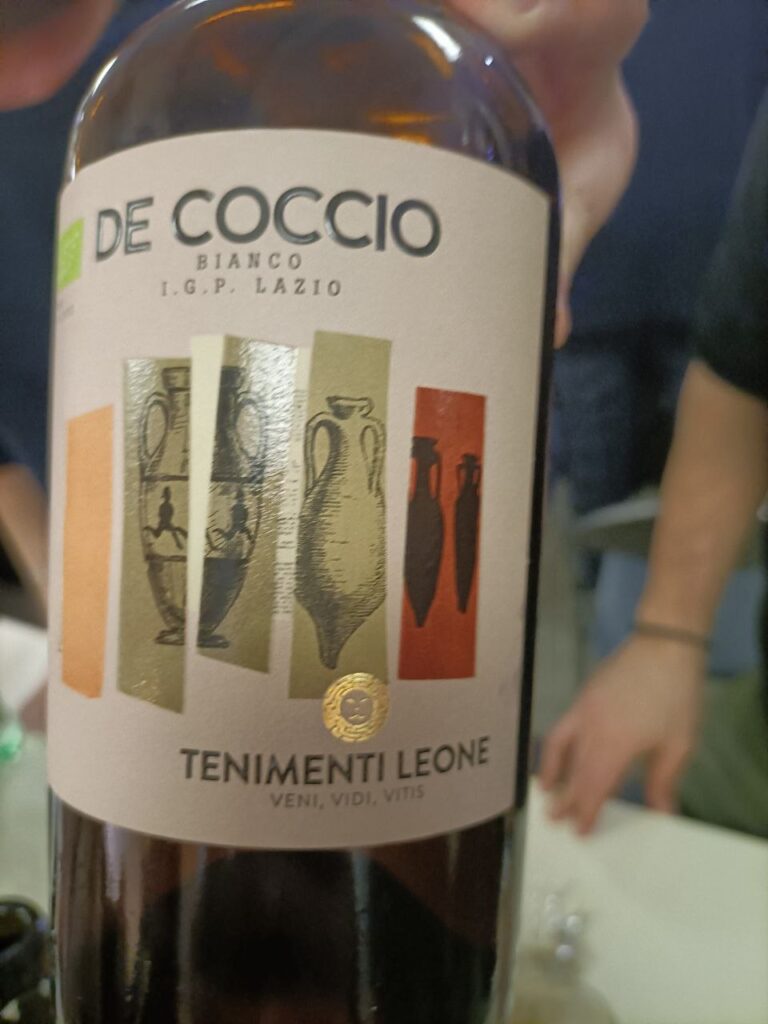 DE COCCIO
BIANCO
I.G.P. LAZIO
TENIMENTI LEONE
VENI, VIDI, VITIS